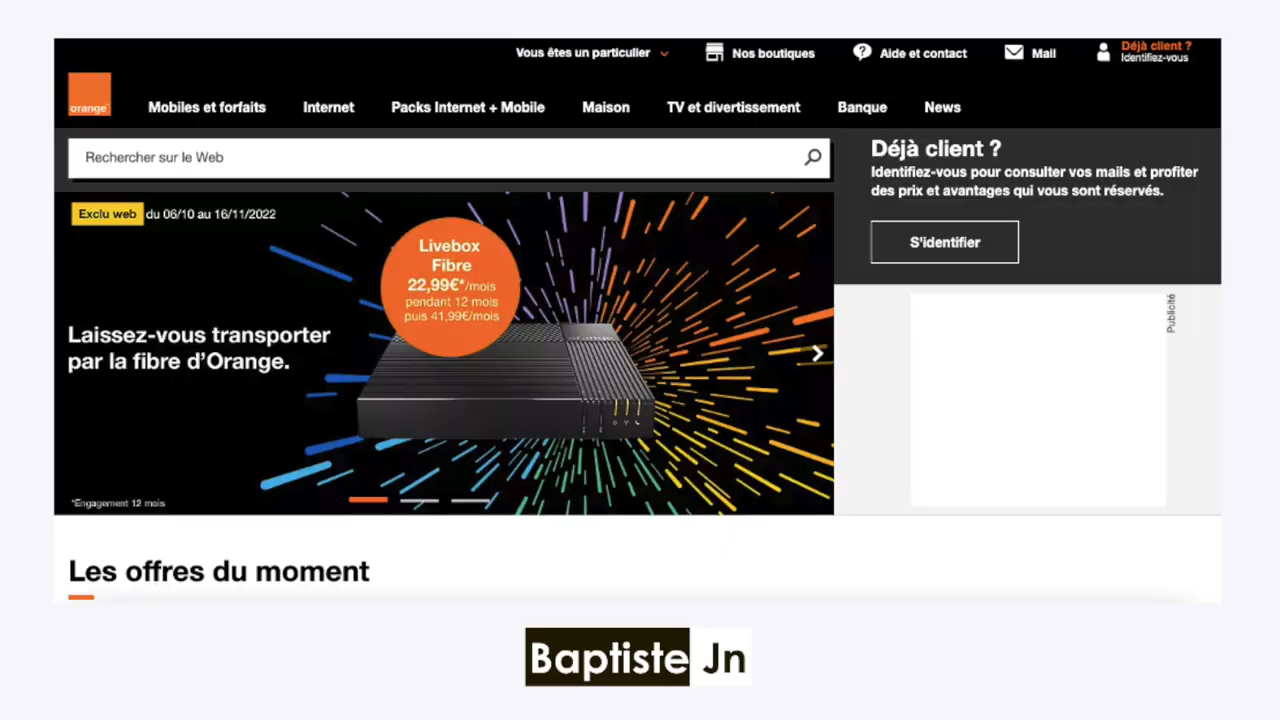 Vous êtes un particulier
Nos boutiques
Aide et contact
Mail
Déjà client ?
Identifiez-vous
orange
Mobiles et forfaits
Internet
Packs Internet + Mobile
Maison
TV et divertissement
Banque
News
Rechercher sur le Web
Déjà client ?
Identifiez-vous pour consulter vos mails et profiter
des prix et avantages qui vous sont réservés.
S'identifier
Exclu web du 06/10 au 16/11/2022
Livebox
Fibre
22,99€*/mois
pendant 12 mois
puis 41,99€/mois
Laissez-vous transporter
par la fibre d'Orange.
orange
*Engagement 12 mois
Publicité
Les offres du moment
Baptiste Jn